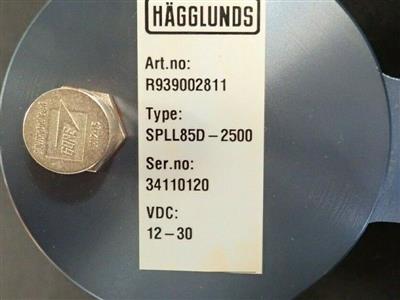 HÄGGLUNDS
Art.no:
R939002811
Type:
SPLL85D-2500
Ser.no:
34110120
VDC:
12-30